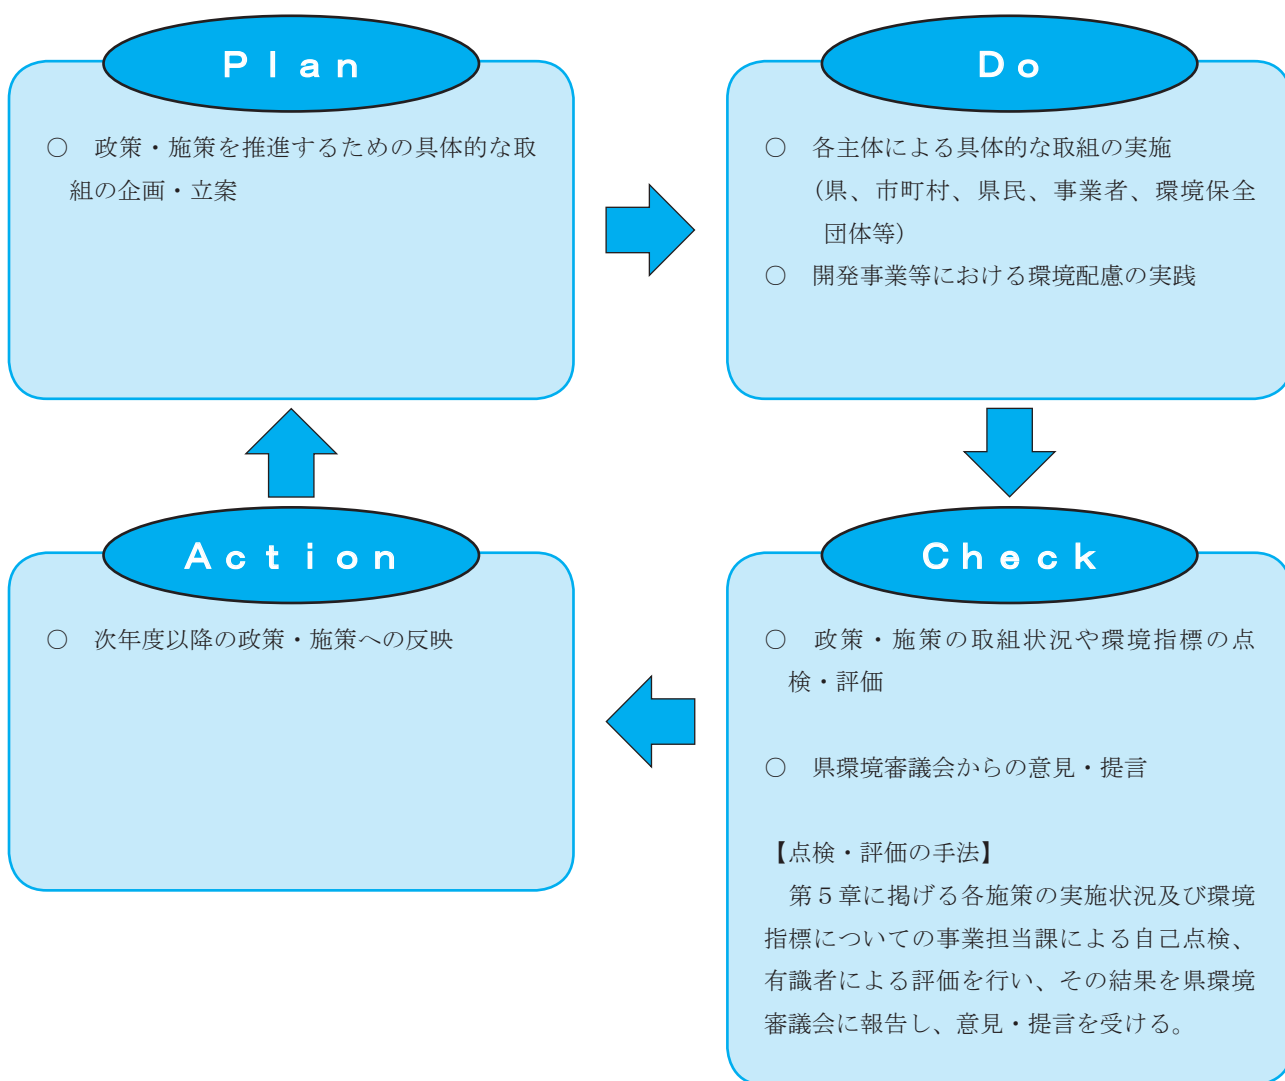 Ｐｌａｎ
○　政策・施策を推進するための具体的な取
組の企画・立案
Ｄｏ
○　各主体による具体的な取組の実施
（県、市町村、県民、事業者、環境保全
団体等）
○　開発事業等における環境配慮の実践
Ａｃｔｉｏｎ
○　次年度以降の政策・施策への反映
Ｃｈｅｃｋ
○　政策・施策の取組状況や環境指標の点
検・評価
○　県環境審議会からの意見・提言
【点検・評価の手法】
　第５章に掲げる各施策の実施状況及び環境
指標についての事業担当課による自己点検、
有識者による評価を行い、その結果を県環境
審議会に報告し、意見・提言を受ける。